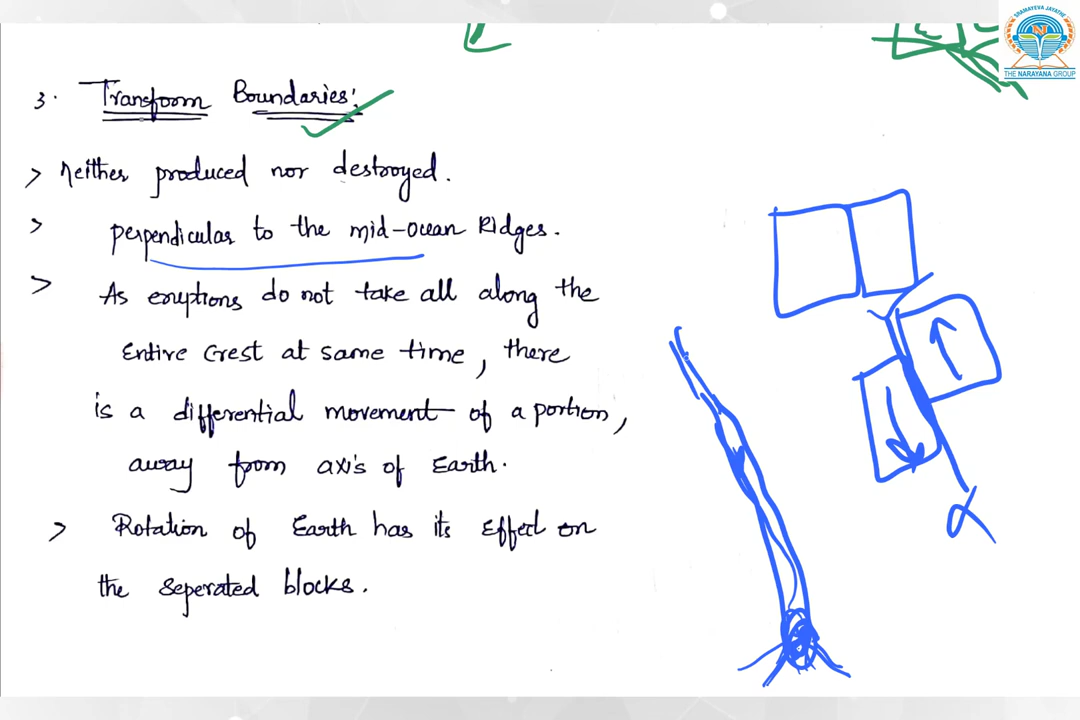 SRAMAYEVA JAYATHE
N
THE NARAYANA GROUP
3. Transform Boundaries:
> Neither produced nor destroyed.
> perpendicular to the mid-ocean Ridges.
> As eruptions do not take all along the
Entire Crest at same time, there
is a differential movement of a portion,
away from axis of Earth.
> Rotation of Earth has its Effect on
the seperated blocks.